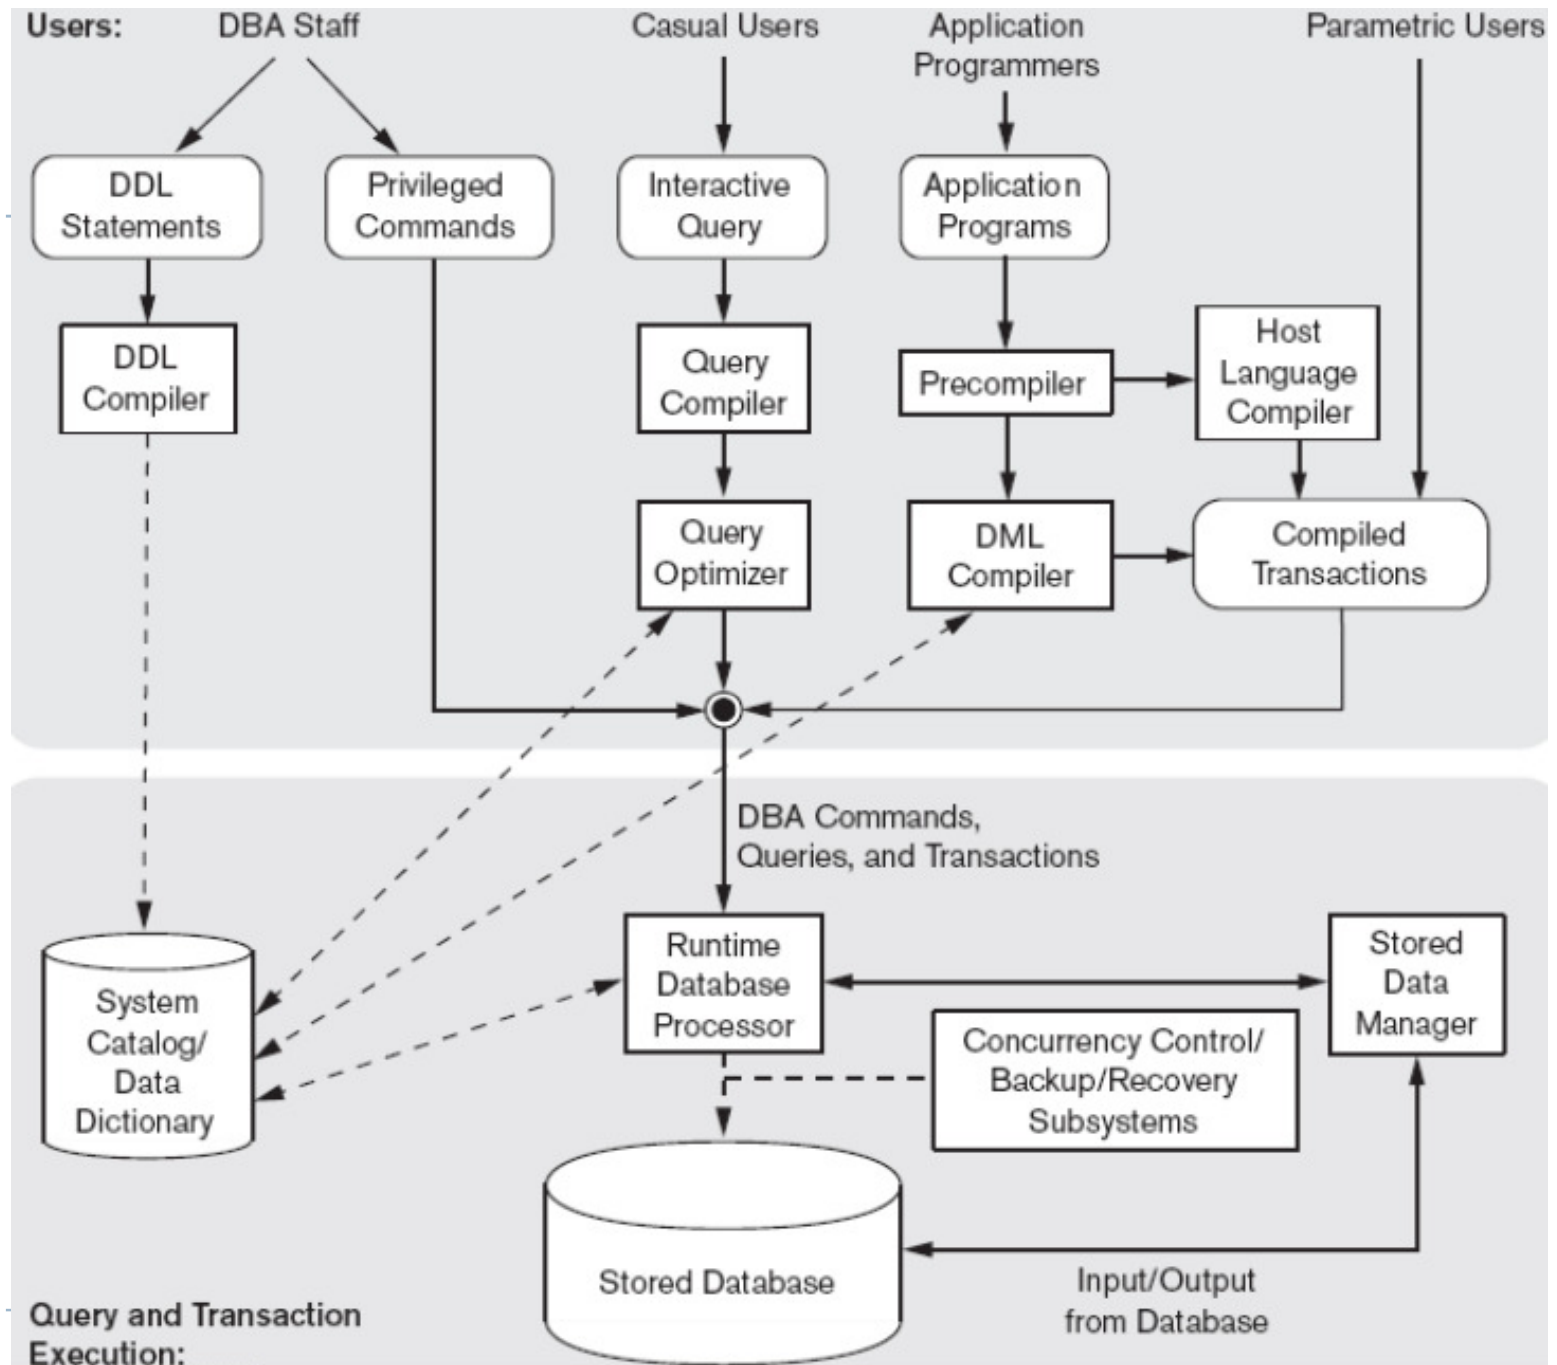 Users:
DBA Staff
Casual Users
Application
Programmers
Parametric Users
DDL
Statements
Privileged
Commands
Interactive
Query
Application
Programs
DDL
Compiler
Query
Compiler
Precompiler
Host
Language
Compiler
Query
Optimizer
DML
Compiler
Compiled
Transactions
DBA Commands,
Queries, and Transactions
System
Catalog/
Data
Dictionary
Runtime
Database
Processor
Stored
Data
Manager
Concurrency Control/
Backup/Recovery
Subsystems
Stored Database
Input/Output
from Database
Query and Transaction
Execution: